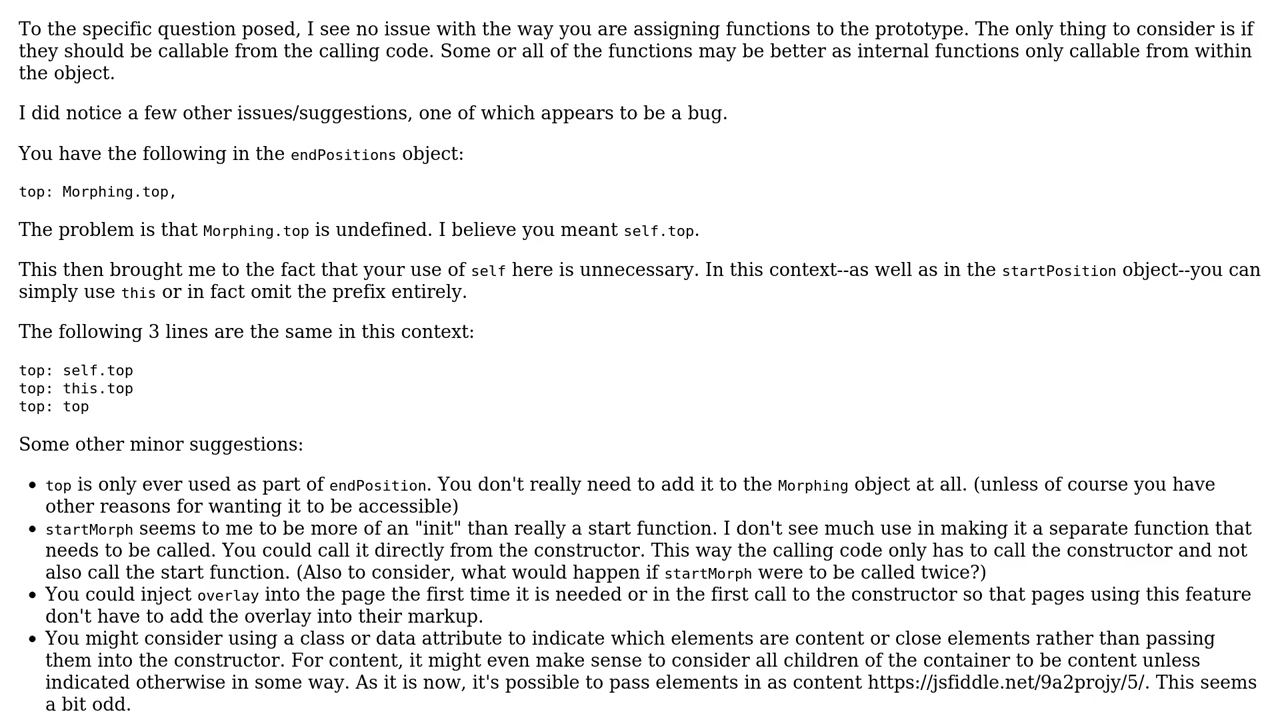 To the specific question posed, I see no issue with the way you are assigning functions to the prototype. The only thing to consider is if
they should be callable from the calling code. Some or all of the functions may be better as internal functions only callable from within
the object.
I did notice a few other issues/suggestions, one of which appears to be a bug.
You have the following in the endPositions object:
top: Morphing.top,
The problem is that Morphing.top is undefined. I believe you meant self.top.
This then brought me to the fact that your use of self here is unnecessary. In this context--as well as in the startPosition object--you can
simply use this or in fact omit the prefix entirely.
The following 3 lines are the same in this context:
top: self.top
top: this.top
top: top
Some other minor suggestions:
• top is only ever used as part of endPosition. You don't really need to add it to the Morphing object at all. (unless of course you have
other reasons for wanting it to be accessible)
• startMorph seems to me to be more of an "init" than really a start function. I don't see much use in making it a separate function that
needs to be called. You could call it directly from the constructor. This way the calling code only has to call the constructor and not
also call the start function. (Also to consider, what would happen if startMorph were to be called twice?)
• You could inject overlay into the page the first time it is needed or in the first call to the constructor so that pages using this feature
don't have to add the overlay into their markup.
• You might consider using a class or data attribute to indicate which elements are content or close elements rather than passing
them into the constructor. For content, it might even make sense to consider all children of the container to be content unless
indicated otherwise in some way. As it is now, it's possible to pass elements in as content https://jsfiddle.net/9a2projy/5/. This seems
a bit odd.